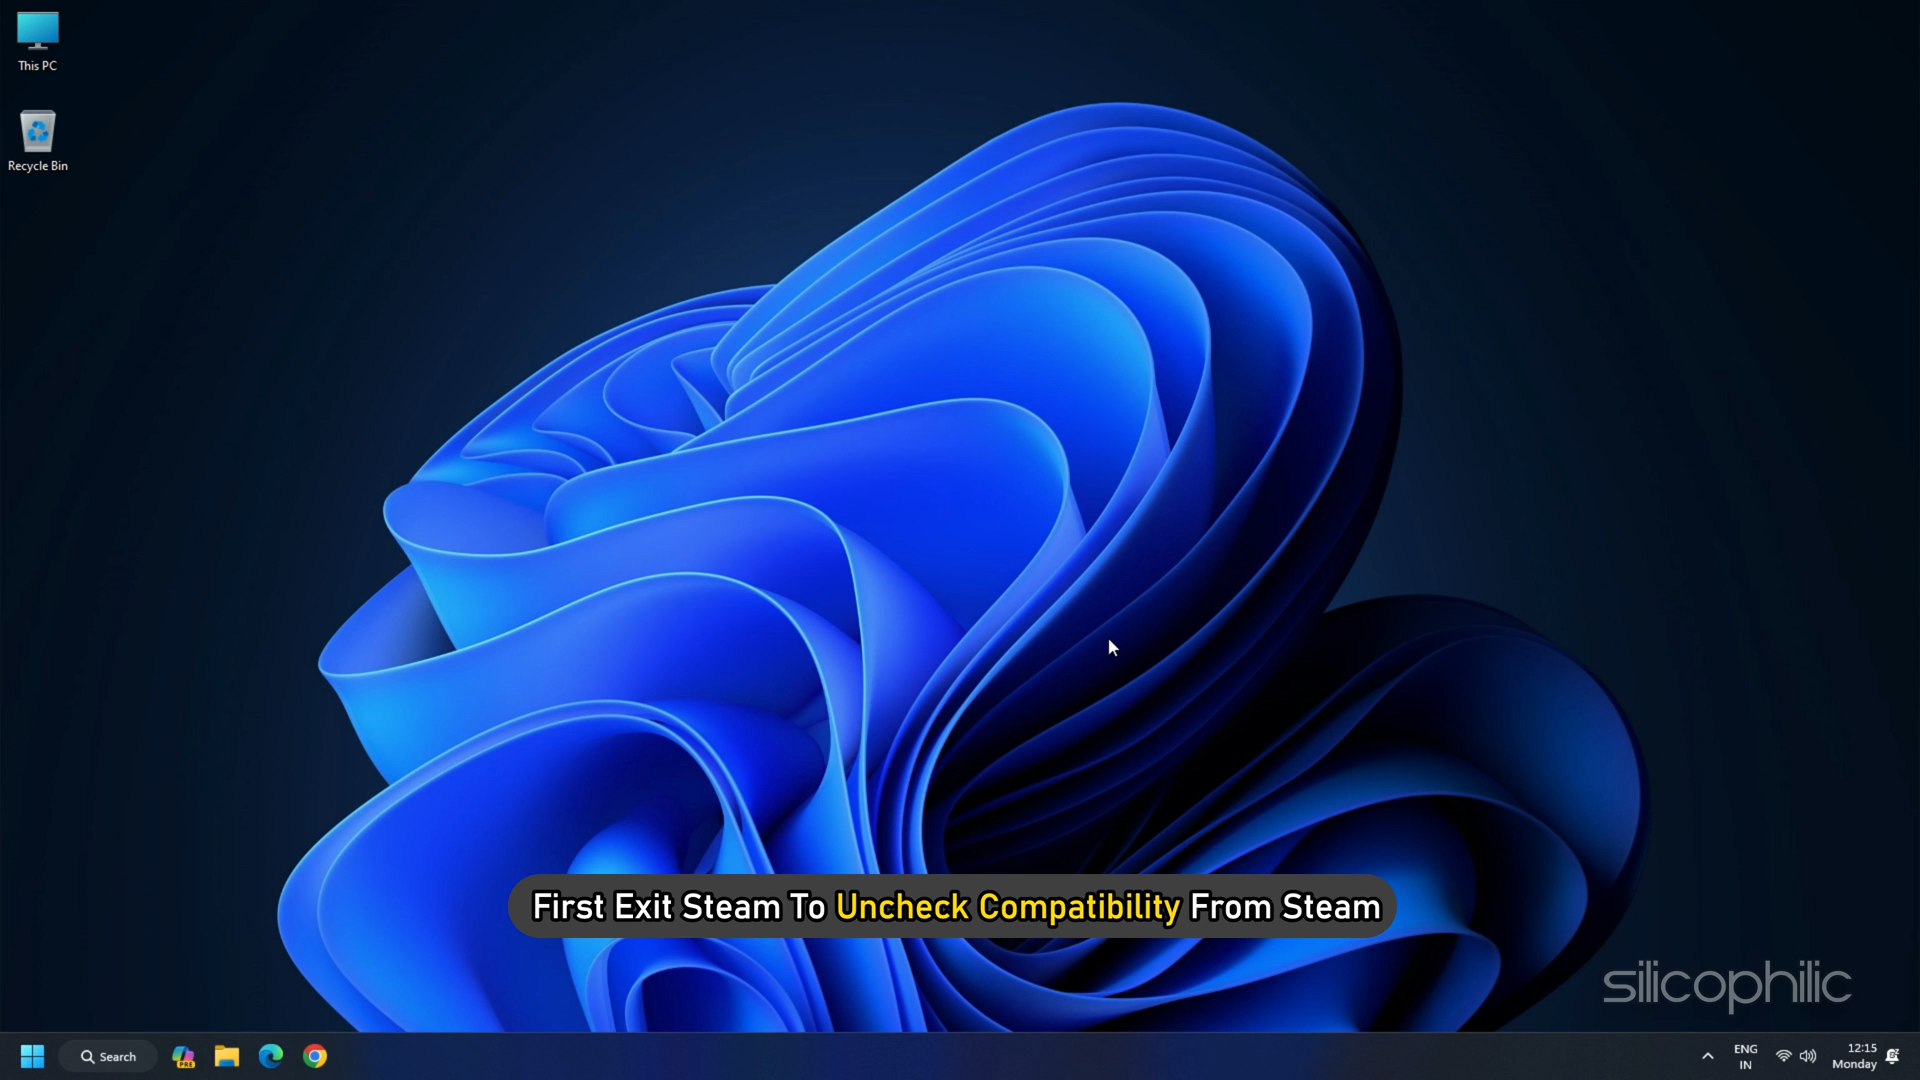 This PC
Recycle Bin
First Exit Steam To Uncheck Compatibility From Steam
silicophilic
Search
PRE
ENG
IN
12:15
Monday